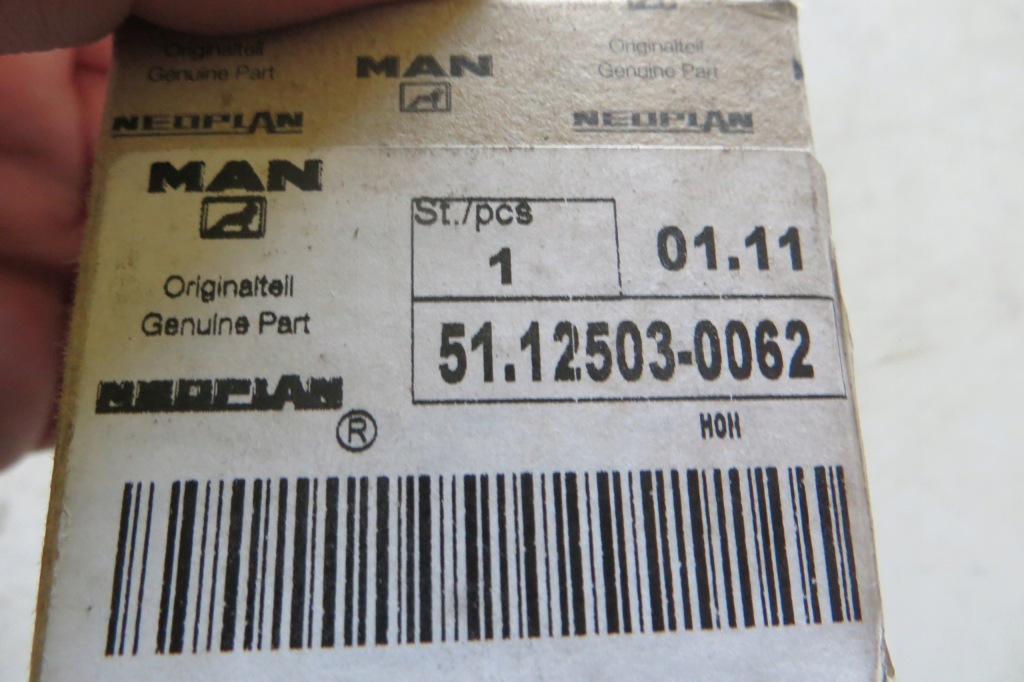 Originalteil
Genuine Part
MAN
Originalteil
Genuine Part
NEOPLAN
NEOPLAN
MAN
St./pcs
1
01.11
Originalteil
Genuine Part
51.12503-0062
NEOPLAN
®
HOH